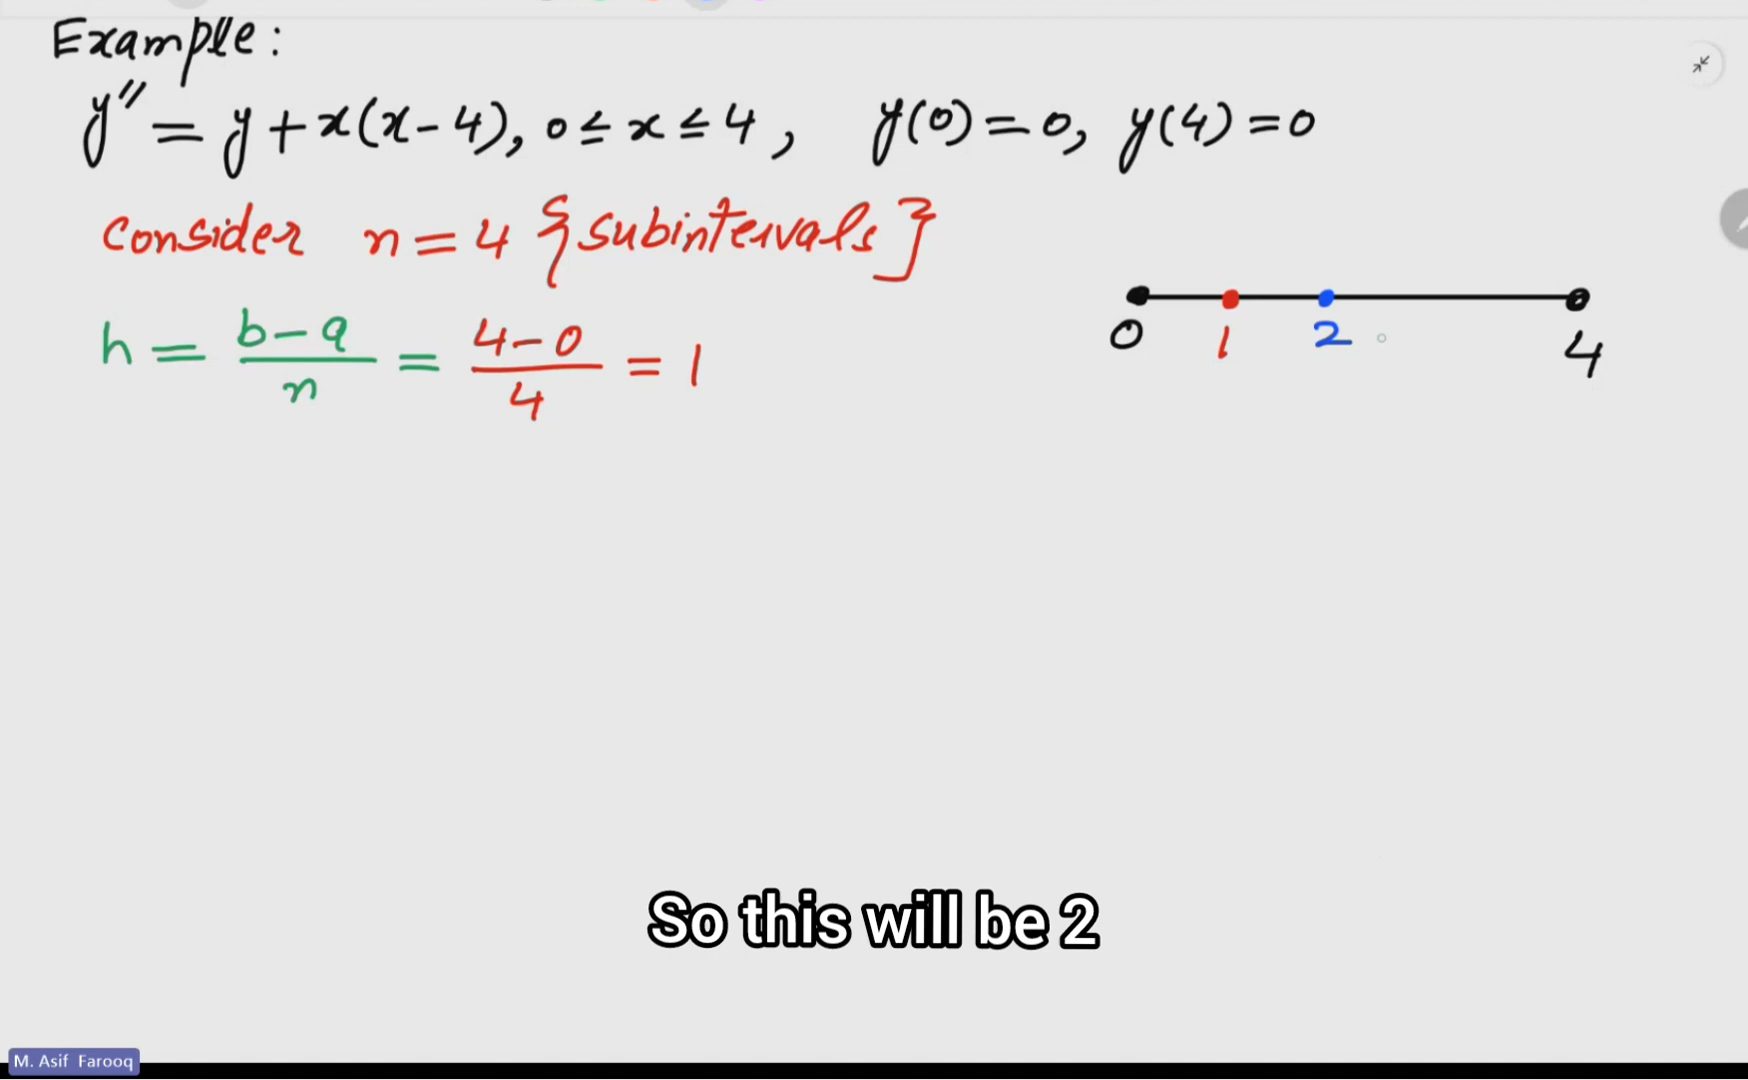 Example:
y'' = y + x(x-4), 0 ≤ x ≤ 4, y(0) = 0, y(4) = 0
Consider n = 4 {subintervals}
h = b-a/n = 4-0/4 = 1
0 1 2 4
So this will be 2
M. Asif Farooq